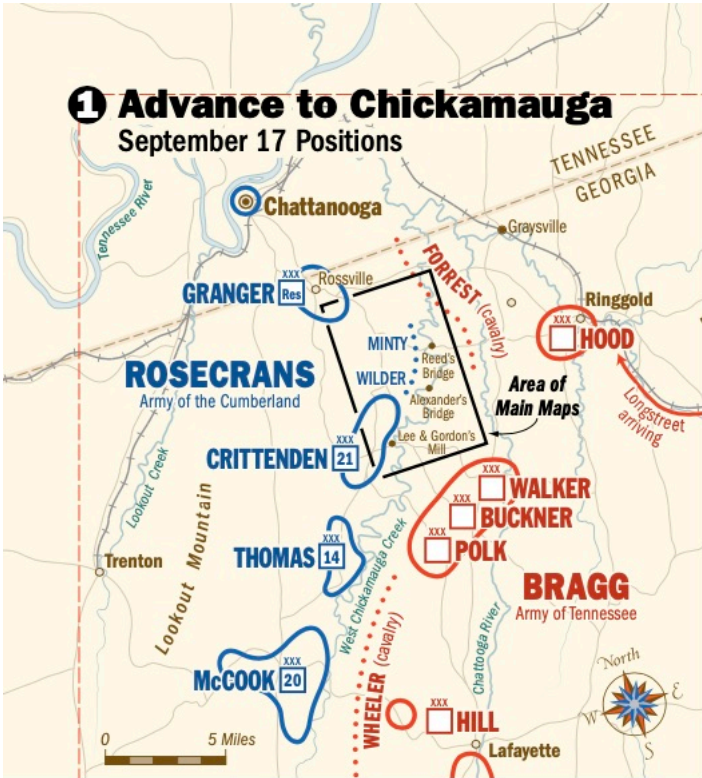 1 Advance to Chickamauga
September 17 Positions
TENNESSEE
GEORGIA
Tennessee River
Chattanooga
Graysville
XXX
GRANGER Res
Rossville
FORREST (cavalry)
Ringgold
XXX
HOOD
MINTY
Reed's
Bridge
WILDER
Alexander's
Bridge
ROSECRANS
Army of the Cumberland
Area of
Main Maps
Longstreet
arriving
XXX
CRITTENDEN 21
Lee & Gordon's
Mill
Lookout Creek
XXX
WALKER
XXX
BUCKNER
XXX
POLK
Lookout Mountain
XXX
THOMAS 14
West Chickamauga Creek
Trenton
BRAGG
Army of Tennessee
Chattooga River
XXX
McCOOK 20
WHEELER (cavalry)
XXX
HILL
Lafayette
North
W
E
S
0 5 Miles